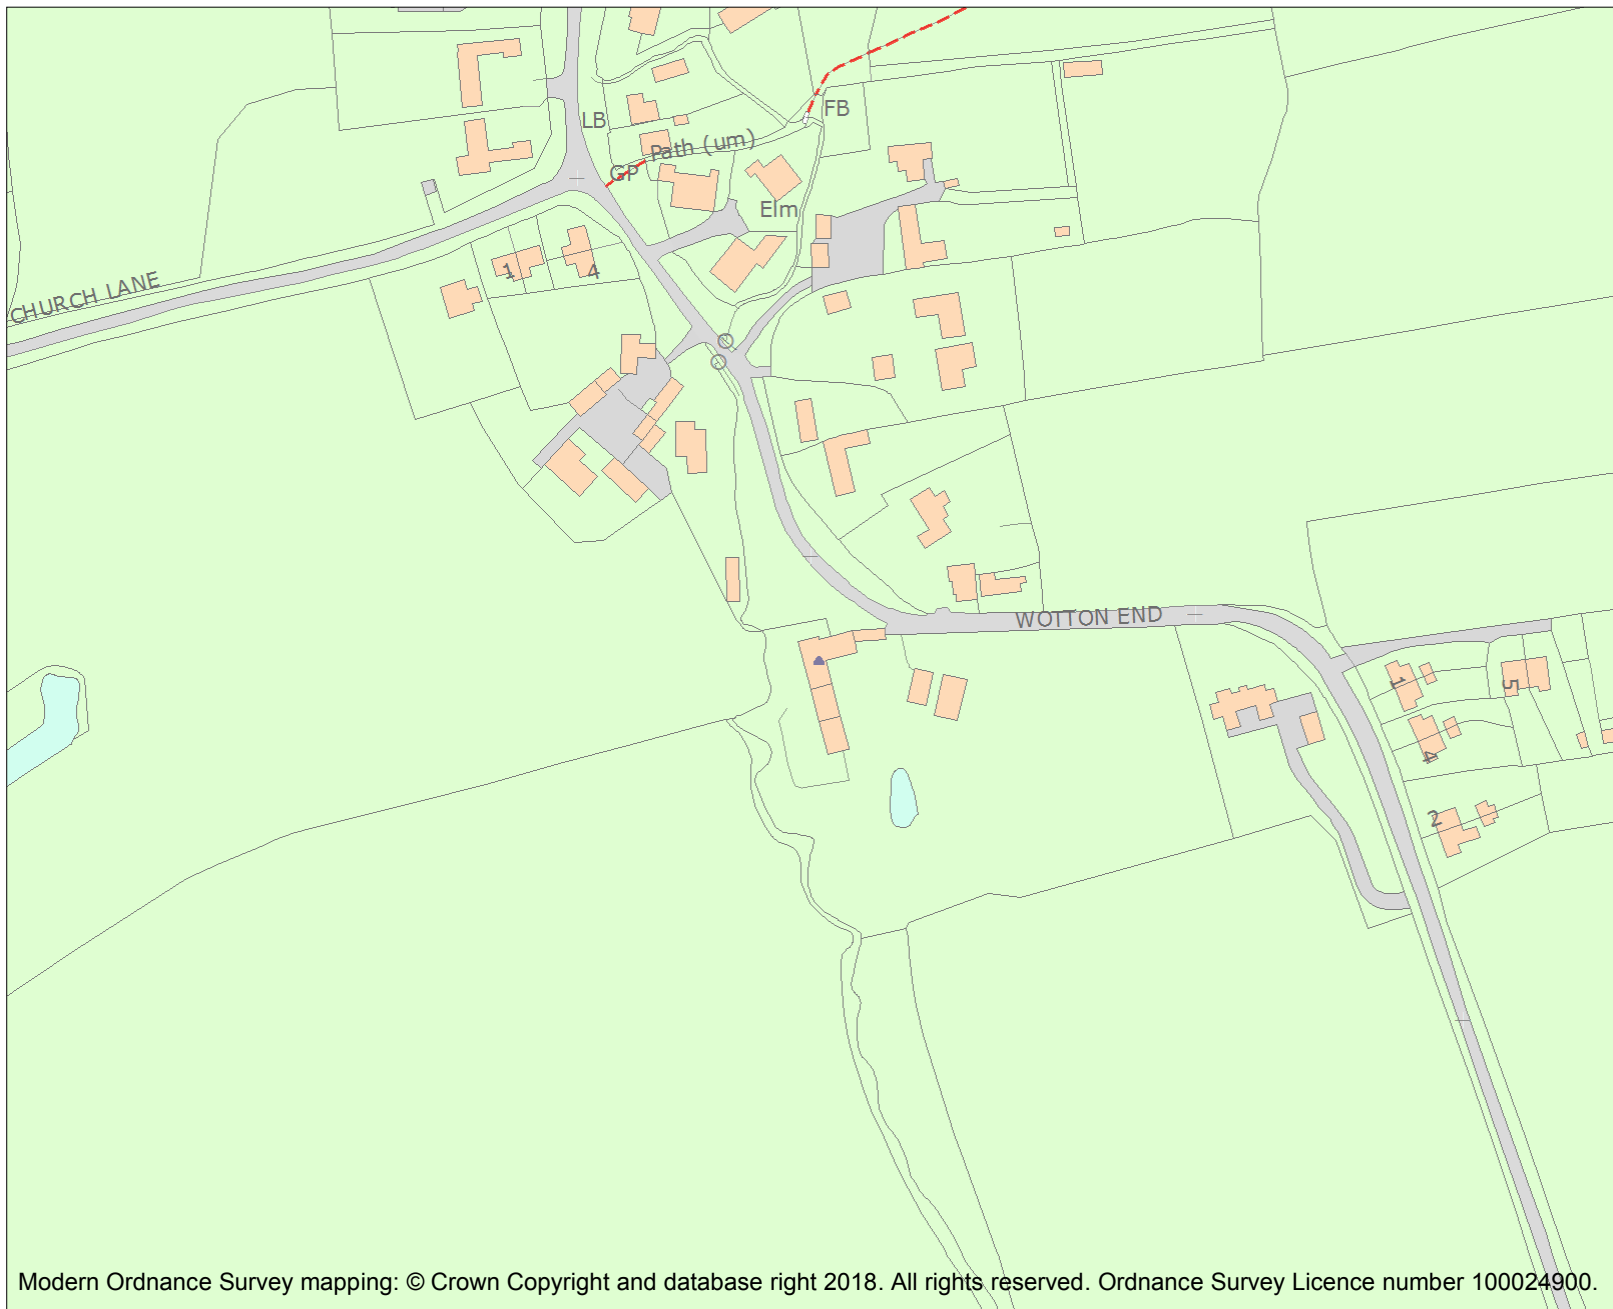 LB
FB
Path (um)
GP
Elm
1
4
CHURCH LANE
WOTTON END
1
5
4
2
Modern Ordnance Survey mapping: © Crown Copyright and database right 2018. All rights reserved. Ordnance Survey Licence number 100024900.